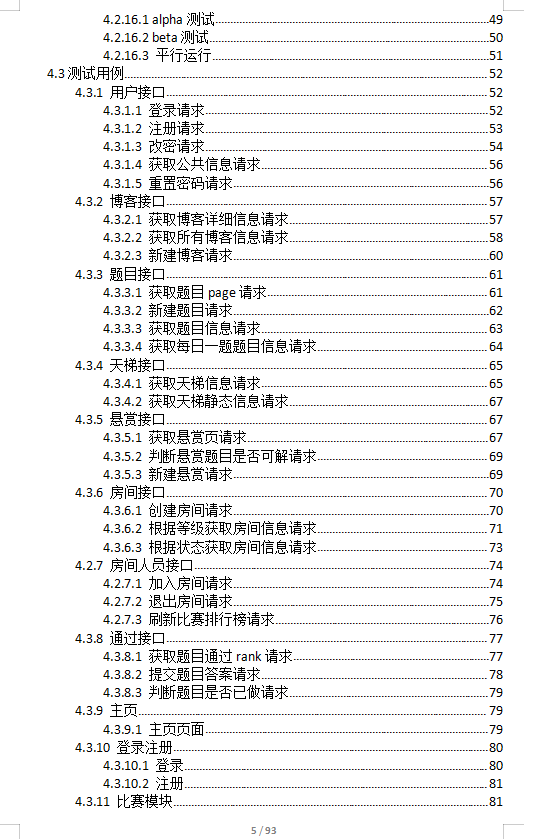 4.2.16.1 alpha 测试........49
4.2.16.2 beta 测试........50
4.2.16.3 平行运行........51
4.3 测试用例........52
4.3.1 用户接口........52
4.3.1.1 登录请求........52
4.3.1.2 注册请求........53
4.3.1.3 改密请求........54
4.3.1.4 获取公共信息请求........56
4.3.1.5 重置密码请求........56
4.3.2 博客接口........57
4.3.2.1 获取博客详细信息请求........57
4.3.2.2 获取所有博客信息请求........58
4.3.2.3 新建博客请求........60
4.3.3 题目接口........61
4.3.3.1 获取题目 page 请求........61
4.3.3.2 新建题目请求........62
4.3.3.3 获取题目信息请求........63
4.3.3.4 获取每日一题题目信息请求........64
4.3.4 天梯接口........65
4.3.4.1 获取天梯信息请求........65
4.3.4.2 获取天梯静态信息请求........67
4.3.5 悬赏接口........67
4.3.5.1 获取悬赏页请求........67
4.3.5.2 判断悬赏题目是否可解请求........69
4.3.5.3 新建悬赏请求........69
4.3.6 房间接口........70
4.3.6.1 创建房间请求........70
4.3.6.2 根据等级获取房间信息请求........71
4.3.6.3 根据状态获取房间信息请求........73
4.2.7 房间人员接口........74
4.2.7.1 加入房间请求........74
4.2.7.2 退出房间请求........75
4.2.7.3 刷新比赛排行榜请求........76
4.3.8 通过接口........77
4.3.8.1 获取题目通过 rank 请求........77
4.3.8.2 提交题目答案请求........78
4.3.8.3 判断题目是否已做请求........79
4.3.9 主页........79
4.3.9.1 主页页面........79
4.3.10 登录注册........80
4.3.10.1 登录........80
4.3.10.2 注册........81
4.3.11 比赛模块........81
5 / 93